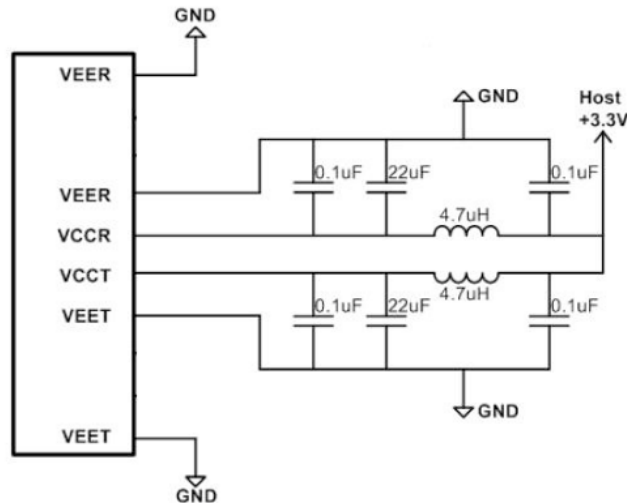 GND
VEER
GND
Host
+3.3V
VEER
0.1uF
22uF
0.1uF
4.7uH
VCCR
VCCT
4.7uH
VEET
0.1uF
22uF
0.1uF
GND
VEET
GND